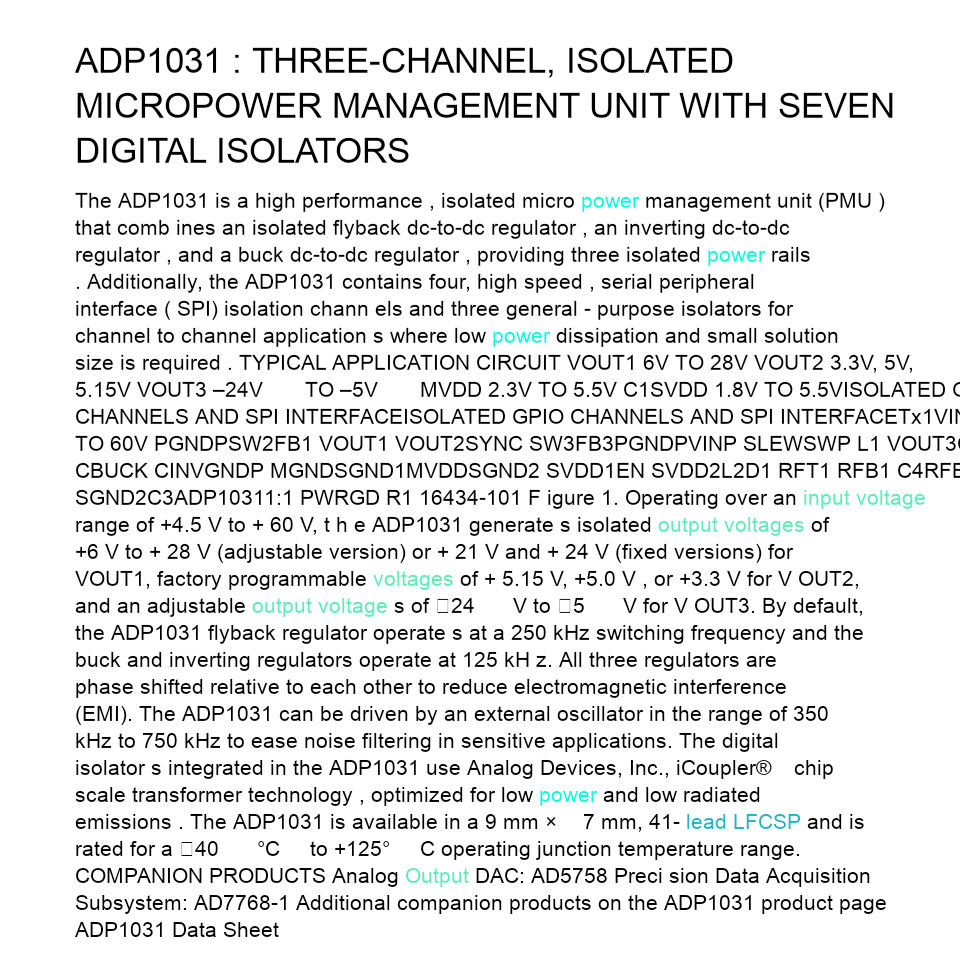 ADP1031 : THREE-CHANNEL, ISOLATED
MICROPOWER MANAGEMENT UNIT WITH SEVEN
DIGITAL ISOLATORS
The ADP1031 is a high performance , isolated micro power management unit (PMU )
that comb ines an isolated flyback dc-to-dc regulator , an inverting dc-to-dc
regulator , and a buck dc-to-dc regulator , providing three isolated power rails
. Additionally, the ADP1031 contains four, high speed , serial peripheral
interface ( SPI) isolation chann els and three general - purpose isolators for
channel to channel application s where low power dissipation and small solution
size is required . TYPICAL APPLICATION CIRCUIT VOUT1 6V TO 28V VOUT2 3.3V, 5V,
5.15V VOUT3 –24V TO –5V MVDD 2.3V TO 5.5V C1SVDD 1.8V TO 5.5VISOLATED
CHANNELS AND SPI INTERFACEISOLATED GPIO CHANNELS AND SPI INTERFACETx1VIN
TO 60V PGNDPSW2FB1 VOUT1 VOUT2SYNC SW3FB3PGNDPVINP SLEWSWP L1 VOUT3
CBUCK CINVGNDP MGNDSGND1MVDDSGND2 SVDD1EN SVDD2L2D1 RFT1 RFB1 C4RFB
SGND2C3ADP10311:1 PWRGD R1 16434-101 F igure 1. Operating over an input voltage
range of +4.5 V to + 60 V, t h e ADP1031 generate s isolated output voltages of
+6 V to + 28 V (adjustable version) or + 21 V and + 24 V (fixed versions) for
VOUT1, factory programmable voltages of + 5.15 V, +5.0 V , or +3.3 V for V OUT2,
and an adjustable output voltage s of □24 V to □5 V for V OUT3. By default,
the ADP1031 flyback regulator operate s at a 250 kHz switching frequency and the
buck and inverting regulators operate at 125 kH z. All three regulators are
phase shifted relative to each other to reduce electromagnetic interference
(EMI). The ADP1031 can be driven by an external oscillator in the range of 350
kHz to 750 kHz to ease noise filtering in sensitive applications. The digital
isolator s integrated in the ADP1031 use Analog Devices, Inc., iCoupler® chip
scale transformer technology , optimized for low power and low radiated
emissions . The ADP1031 is available in a 9 mm × 7 mm, 41- lead LFCSP and is
rated for a □40 °C to +125° C operating junction temperature range.
COMPANION PRODUCTS Analog Output DAC: AD5758 Preci sion Data Acquisition
Subsystem: AD7768-1 Additional companion products on the ADP1031 product page
ADP1031 Data Sheet